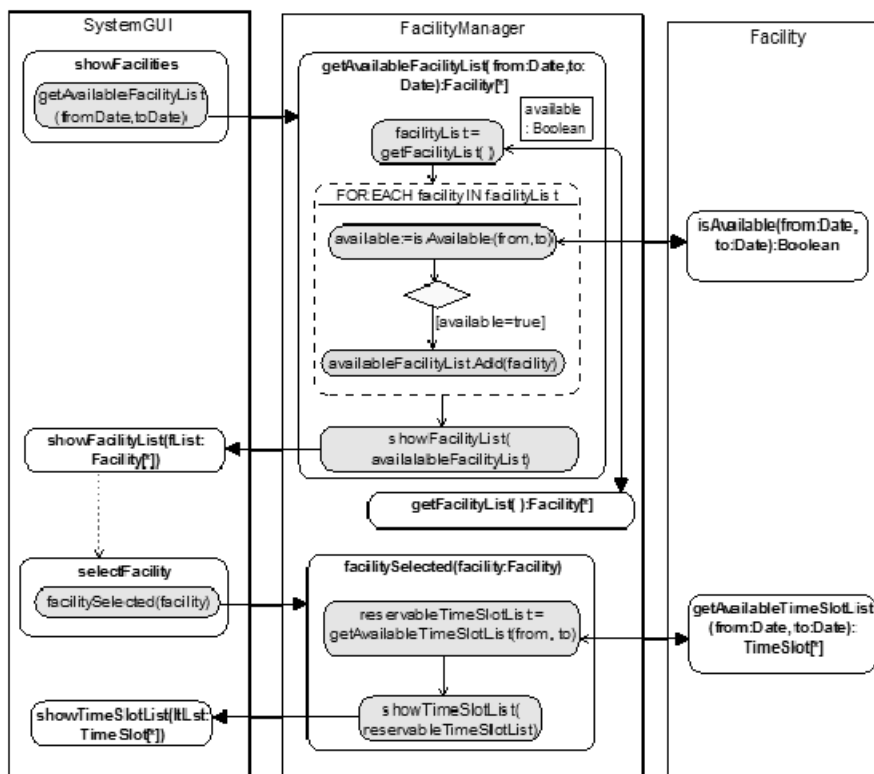 SystemGUI
FacilityManager
Facility
showFacilities
getAvailableFacilityList
(fromDate,toDate)
getAvailableFacilityList( from:Date,to:
Date):Facility[*]
available
: Boolean
facilityList =
getFacilityList( )
FOR EACH facility IN facilityList
available:=isAvailable(from,to)
[available=true]
availableFacilityList.Add(facility)
showFacilityList(
availalableFacilityList)
isAvailable(from:Date,
to:Date):Boolean
showFacilityList(fList:
Facility[*])
getFacilityList( ):Facility[*]
selectFacility
facilitySelected(facility)
facilitySelected(facility:Facility)
reservableTimeSlotList =
getAvailableTimeSlotList(from, to)
getAvailableTimeSlotList
(from:Date, to:Date):
TimeSlot[*]
showTimeSlotList(ltLst:
TimeSlot[*])
showTimeSlotList(
reservableTimeSlotList)